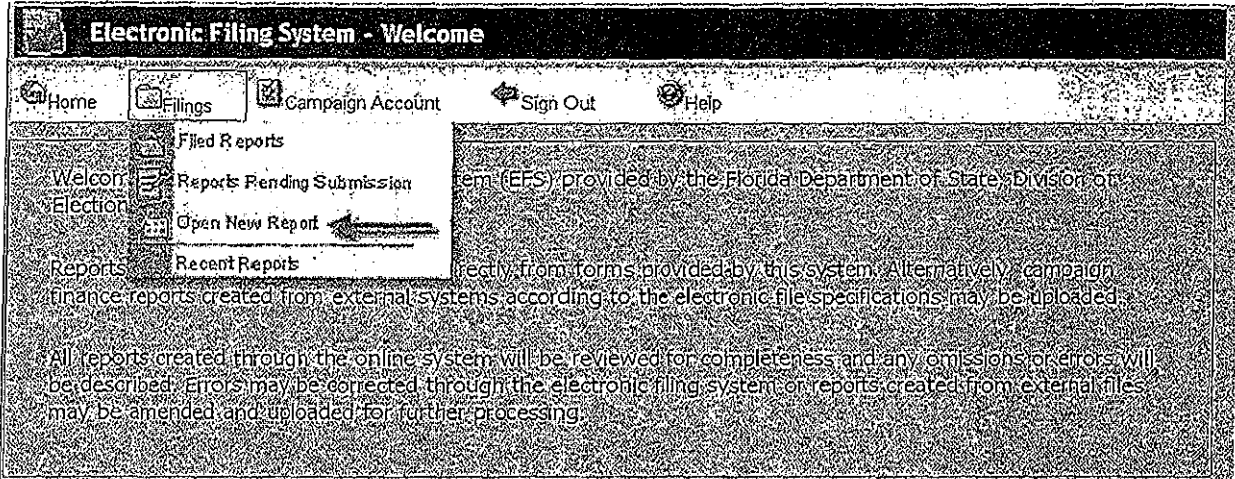 Electronic Filing System - Welcome
Home Filings Campaign Account Sign Out Help
Filed Reports
Reports Pending Submission
Open New Report
Recent Reports
Welcom em (EFS) provided by the Florida Department of State, Division of
Election
Reports ectly from forms provided by this system. Alternatively, campaign
finance reports created from external systems according to the electronic file specifications may be uploaded
All reports created through the online system will be reviewed for completeness and any omissions or errors will
be described. Errors may be corrected through the electronic filing system or reports created from external files
may be amended and uploaded for further processing.